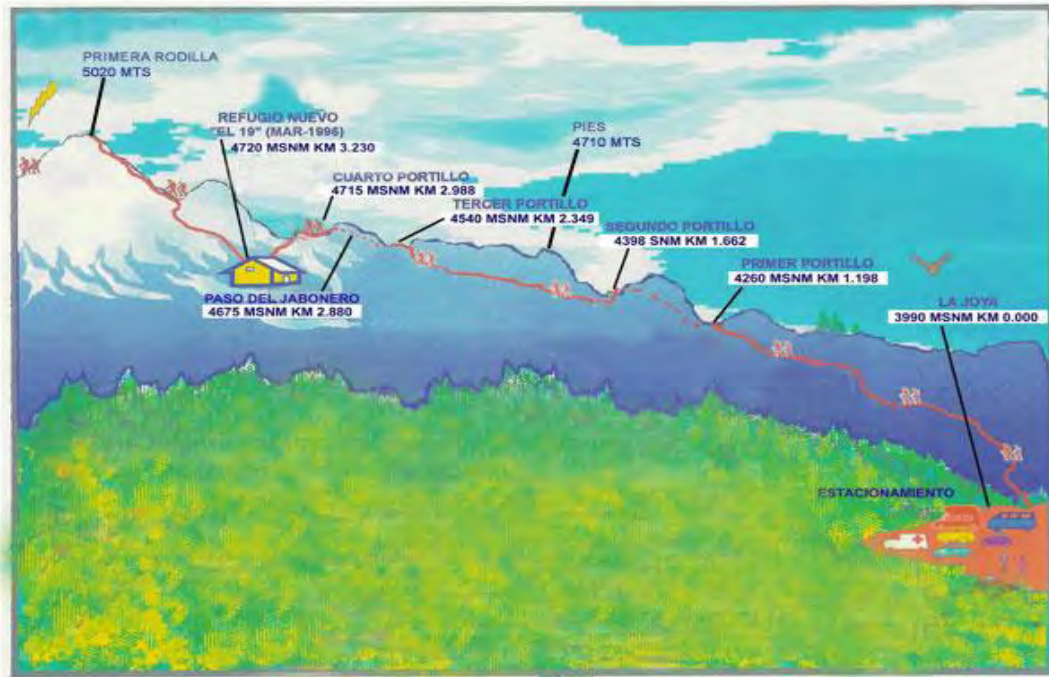 PRIMERA RODILLA
5020 MTS
REFUGIO NUEVO
"EL 19" (MAR-1996)
4720 MSNM KM 3.230
PIES
4710 MTS
CUARTO PORTILLO
4715 MSNM KM 2.988
TERCER PORTILLO
4540 MSNM KM 2.349
SEGUNDO PORTILLO
4398 SNM KM 1.662
PRIMER PORTILLO
4260 MSNM KM 1.198
PASO DEL JABONERO
4675 MSNM KM 2.880
LA JOYA
3990 MSNM KM 0.000
ESTACIONAMIENTO